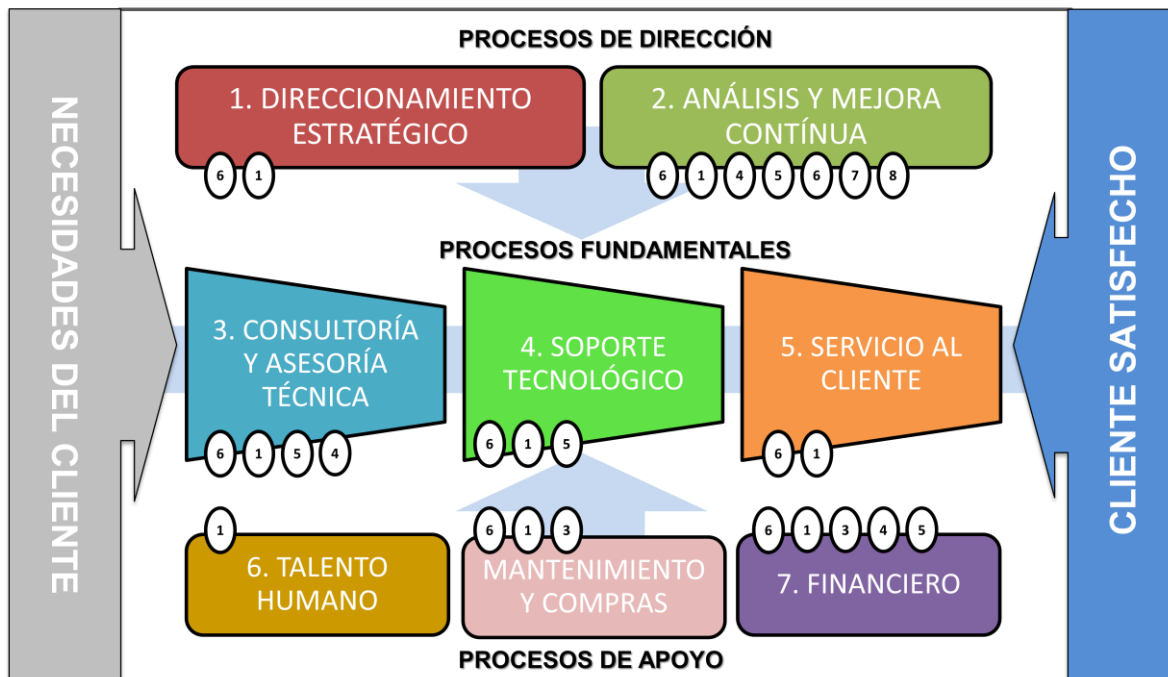 NECESIDADES DEL CLIENTE
PROCESOS DE DIRECCIÓN
1. DIRECCIONAMIENTO
ESTRATÉGICO
6 1
2. ANÁLISIS Y MEJORA
CONTÍNUA
6 1 4 5 6 7 8
PROCESOS FUNDAMENTALES
3. CONSULTORÍA
Y ASESORÍA
TÉCNICA
6 1 5 4
4. SOPORTE
TECNOLÓGICO
6 1 5
5. SERVICIO AL
CLIENTE
6 1
1
6. TALENTO
HUMANO
6 1 3
MANTENIMIENTO
Y COMPRAS
6 1 3 4 5
7. FINANCIERO
PROCESOS DE APOYO
CLIENTE SATISFECHO